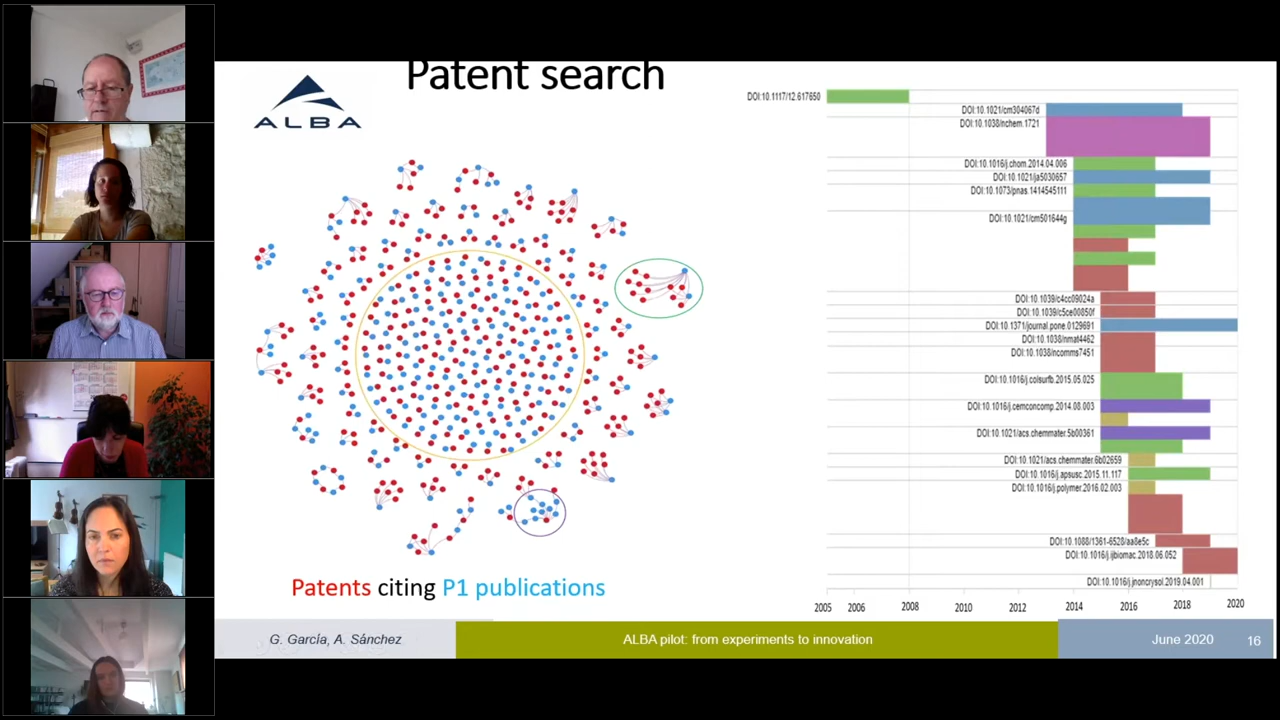 Patent search
ALBA
DOI:10.1117/12.617650
DOI:10.1021/cm304067d
DOI:10.1038/nchem.1721
DOI:10.1016/j.chom.2014.04.006
DOI:10.1021/ja5030657
DOI:10.1073/pnas.1414545111
DOI:10.1021/cm501644g
DOI:10.1039/c4cc09024a
DOI:10.1039/c5ce00850f
DOI:10.1371/journal.pone.0129691
DOI:10.1038/nmat4462
DOI:10.1038/ncomms7451
DOI:10.1016/j.colsurfb.2015.05.025
DOI:10.1016/j.cemconcomp.2014.08.003
DOI:10.1021/acs.chemmater.5b00361
DOI:10.1021/acs.chemmater.6b02659
DOI:10.1016/j.apsusc.2015.11.117
DOI:10.1016/j.polymer.2016.02.003
DOI:10.1088/1361-6528/aa8e5c
DOI:10.1016/j.ijbiomac.2018.06.052
DOI:10.1016/j.jnoncrysol.2019.04.001
2005 2006 2008 2010 2012 2014 2016 2018 2020
Patents citing P1 publications
G. García, A. Sánchez
ALBA pilot: from experiments to innovation
June 2020
16